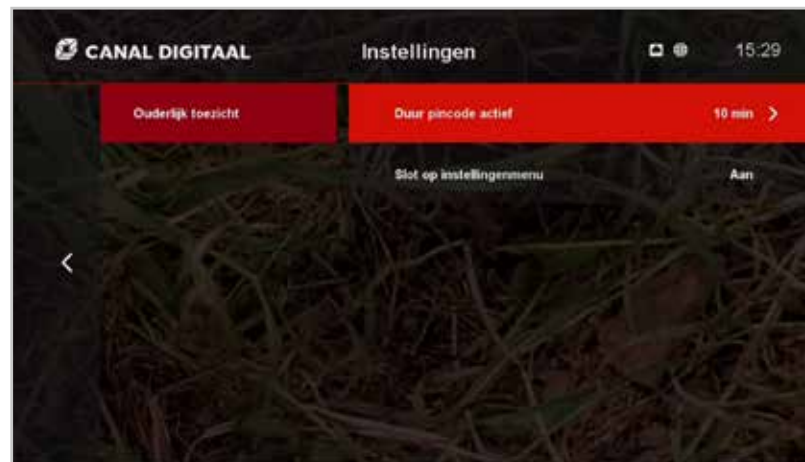 CANAL DIGITAAL Instellingen 15:29
Ouderlijk toezicht Duur pincode actief 10 min
Slot op instellingenmenu Aan